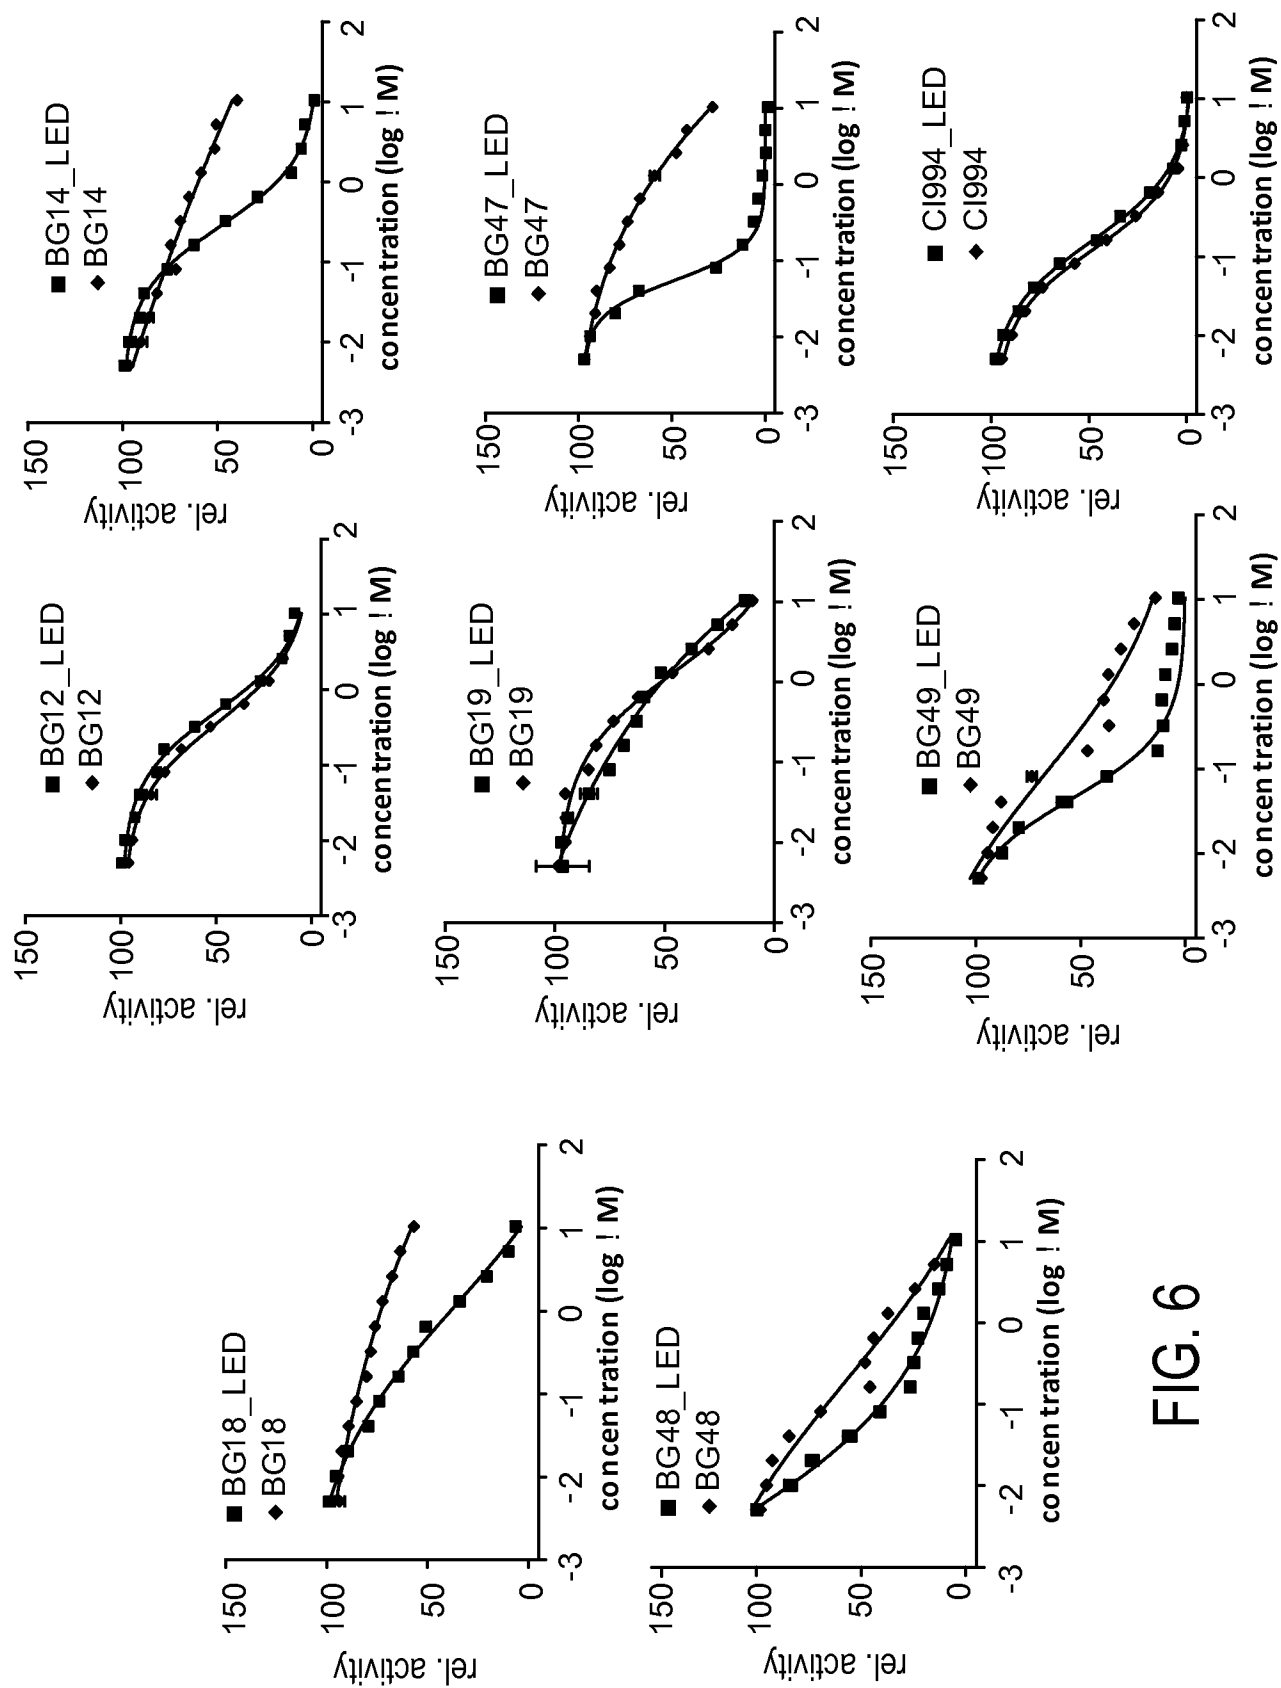 BG18_LED
BG18
rel. activity
150
100
50
0
-3 -2 -1 0 1 2
concentration (log ! M)
BG12_LED
BG12
rel. activity
150
100
50
0
-3 -2 -1 0 1 2
concentration (log ! M)
BG14_LED
BG14
rel. activity
150
100
50
0
-3 -2 -1 0 1 2
concentration (log ! M)
BG48_LED
BG48
rel. activity
150
100
50
0
-3 -2 -1 0 1 2
concentration (log ! M)
BG19_LED
BG19
rel. activity
150
100
50
0
-3 -2 -1 0 1 2
concentration (log ! M)
BG47_LED
BG47
rel. activity
150
100
50
0
-3 -2 -1 0 1 2
concentration (log ! M)
BG49_LED
BG49
rel. activity
150
100
50
0
-3 -2 -1 0 1 2
concentration (log ! M)
CI994_LED
CI994
rel. activity
150
100
50
0
-3 -2 -1 0 1 2
concentration (log ! M)
FIG. 6